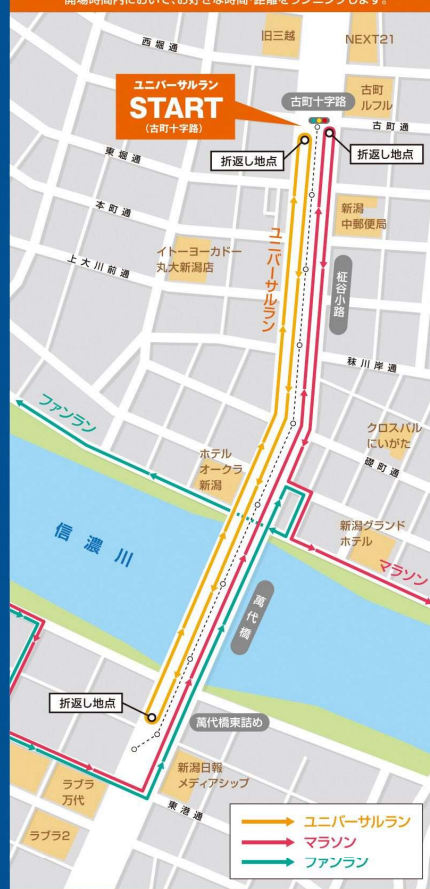 開場時間内において、お好きな時間・距離をランニングします。
西堀通
旧三越
NEXT21
ユニバーサルラン
START
(古町十字路)
古町十字路
古町
ルフル
古町通
東堀通
折返し地点
折返し地点
本町通
新潟
中郵便局
イトーヨーカドー
丸大新潟店
上大川前通
ユニバーサルラン
柾谷小路
秣川岸通
ファンラン
クロスパル
にいがた
ホテル
オークラ
新潟
礎町通
信濃川
新潟グランド
ホテル
マラソン
萬代橋
折返し地点
萬代橋東詰め
新潟日報
メディアシップ
ラブラ
万代
東港通
ラブラ2
ユニバーサルラン
マラソン
ファンラン